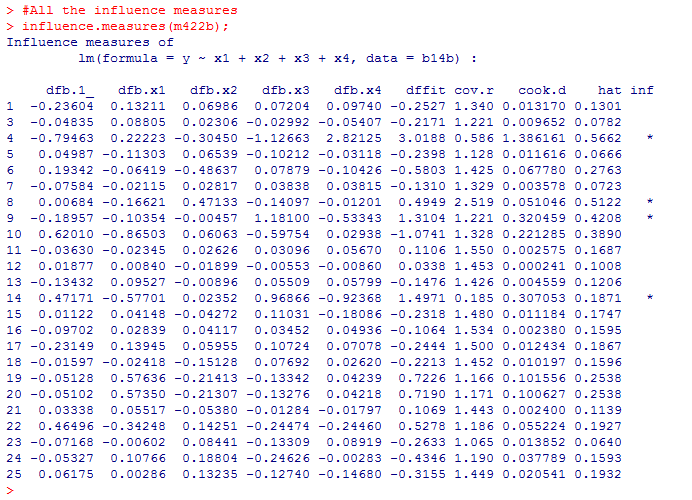 > #All the influence measures
> influence.measures(m422b);
Influence measures of
         lm(formula = y ~ x1 + x2 + x3 + x4, data = b14b) :

     dfb.1_   dfb.x1   dfb.x2   dfb.x3   dfb.x4   dffit cov.r   cook.d    hat inf
1  -0.23604  0.13211  0.06986  0.07204  0.09740 -0.2527 1.340 0.013170 0.1301
3  -0.04835  0.08805  0.02306 -0.02992 -0.05407 -0.2171 1.221 0.009652 0.0782
4  -0.79463  0.22223 -0.30450 -1.12663  2.82125  3.0188 0.586 1.386161 0.5662   *
5   0.04987 -0.11303  0.06539 -0.10212 -0.03118 -0.2398 1.128 0.011616 0.0666
6   0.19342 -0.06419 -0.48637  0.07879 -0.10426 -0.5803 1.425 0.067780 0.2763
7  -0.07584 -0.02115  0.02817  0.03838  0.03815 -0.1310 1.329 0.003578 0.0723
8   0.00684 -0.16621  0.47133 -0.14097 -0.01201  0.4949 2.519 0.051046 0.5122   *
9  -0.18957 -0.10354 -0.00457  1.18100 -0.53343  1.3104 1.221 0.320459 0.4208   *
10  0.62010 -0.86503  0.06063 -0.59754  0.02938 -1.0741 1.328 0.221285 0.3890
11 -0.03630 -0.02345  0.02626  0.03096  0.05670  0.1106 1.550 0.002575 0.1687
12  0.01877  0.00840 -0.01899 -0.00553 -0.00860  0.0338 1.453 0.000241 0.1008
13 -0.13432  0.09527 -0.00896  0.05509  0.05799 -0.1476 1.426 0.004559 0.1206
14  0.47171 -0.57701  0.02352  0.96866 -0.92368  1.4971 0.185 0.307053 0.1871   *
15  0.01122  0.04148 -0.04272  0.11031 -0.18086 -0.2318 1.480 0.011184 0.1747
16 -0.09702  0.02839  0.04117  0.03452  0.04936 -0.1064 1.534 0.002380 0.1595
17 -0.23149  0.13945  0.05955  0.10724  0.07078 -0.2444 1.500 0.012434 0.1867
18 -0.01597 -0.02418 -0.15128  0.07692  0.02620 -0.2213 1.452 0.010197 0.1596
19 -0.05128  0.57636 -0.21413 -0.13342  0.04239  0.7226 1.166 0.101556 0.2538
20 -0.05102  0.57350 -0.21307 -0.13276  0.04218  0.7190 1.171 0.100627 0.2538
21  0.03338  0.05517 -0.05380 -0.01284 -0.01797  0.1069 1.443 0.002400 0.1139
22  0.46496 -0.34248  0.14251 -0.24474 -0.24460  0.5278 1.186 0.055224 0.1927
23 -0.07168 -0.00602  0.08441 -0.13309  0.08919 -0.2633 1.065 0.013852 0.0640
24 -0.05327  0.10766  0.18804 -0.24626 -0.00283 -0.4346 1.190 0.037789 0.1593
25  0.06175  0.00286  0.13235 -0.12740 -0.14680 -0.3155 1.449 0.020541 0.1932
>